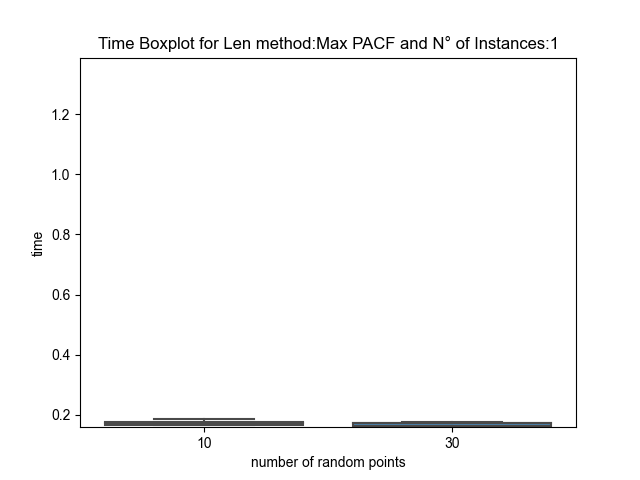 Time Boxplot for Len method:Max PACF and N° of Instances:1
1.2
1.0
0.8
0.6
0.4
0.2
time
10
30
number of random points